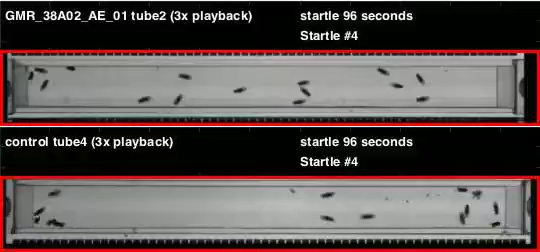 GMR_38A02_AE_01 tube2 (3x playback)
startle 96 seconds
Startle #4
control tube4 (3x playback)
startle 96 seconds
Startle #4